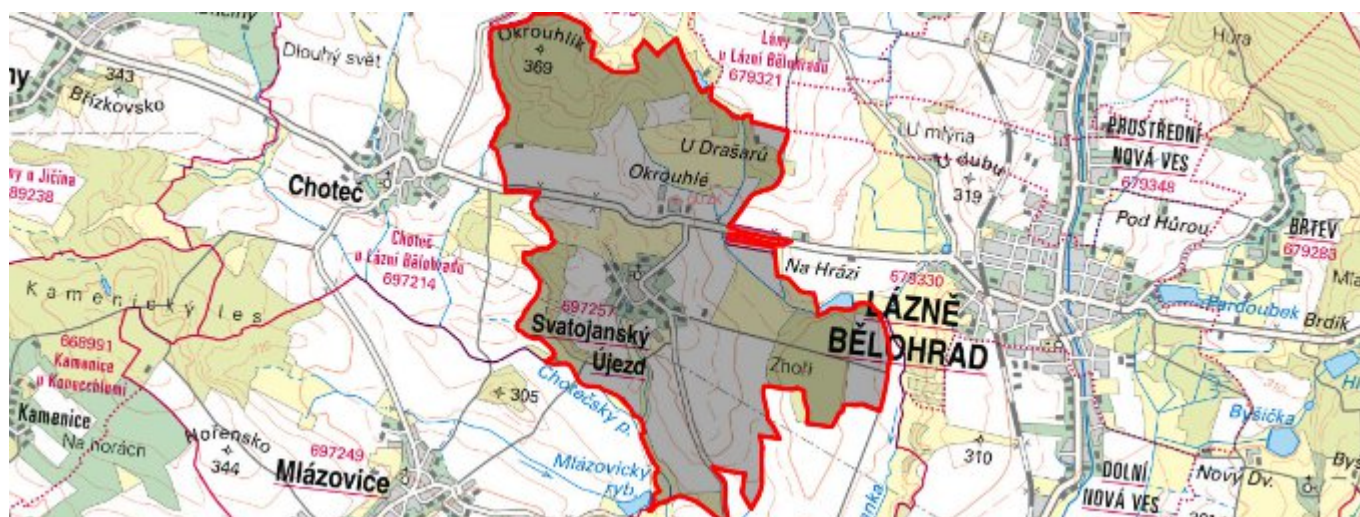 Okrouhlík
369
Dlouhý svět
343
Břízkovsko
Lány
u Lázní Bělohradu
679321
Hůra
U mlýna
U dubu
319
PROSTŘEDNÍ
NOVÁ VES
679348
U Drašarů
Okrouhlé
Choteč
Pod Hůrou
BRTEV
679283
Choteč
u Lázní Bělohradu
697214
Na Hrázi
Kamenický les
697257
Svatojanský
Újezd
LÁZNĚ
BĚLOHRAD
Pardoubek
Brdík
668991
Kamenice
u Konecchlumí
Zhoří
305
Chotečský p.
Kamenice
Na horách
697249
344
Mlázovice
Mlázovický
ryb.
310
Byšička
DOLNÍ
NOVÁ VES
Nový Dv.